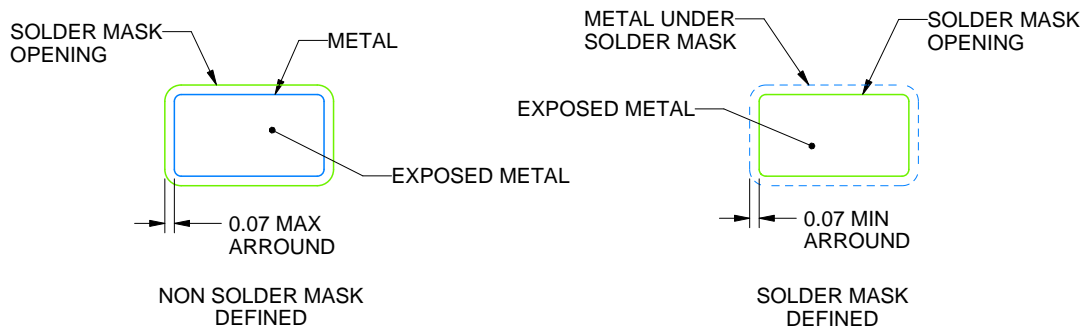 SOLDER MASK
OPENING
METAL
EXPOSED METAL
0.07 MAX
ARROUND
NON SOLDER MASK
DEFINED
METAL UNDER
SOLDER MASK
SOLDER MASK
OPENING
EXPOSED METAL
0.07 MIN
ARROUND
SOLDER MASK
DEFINED